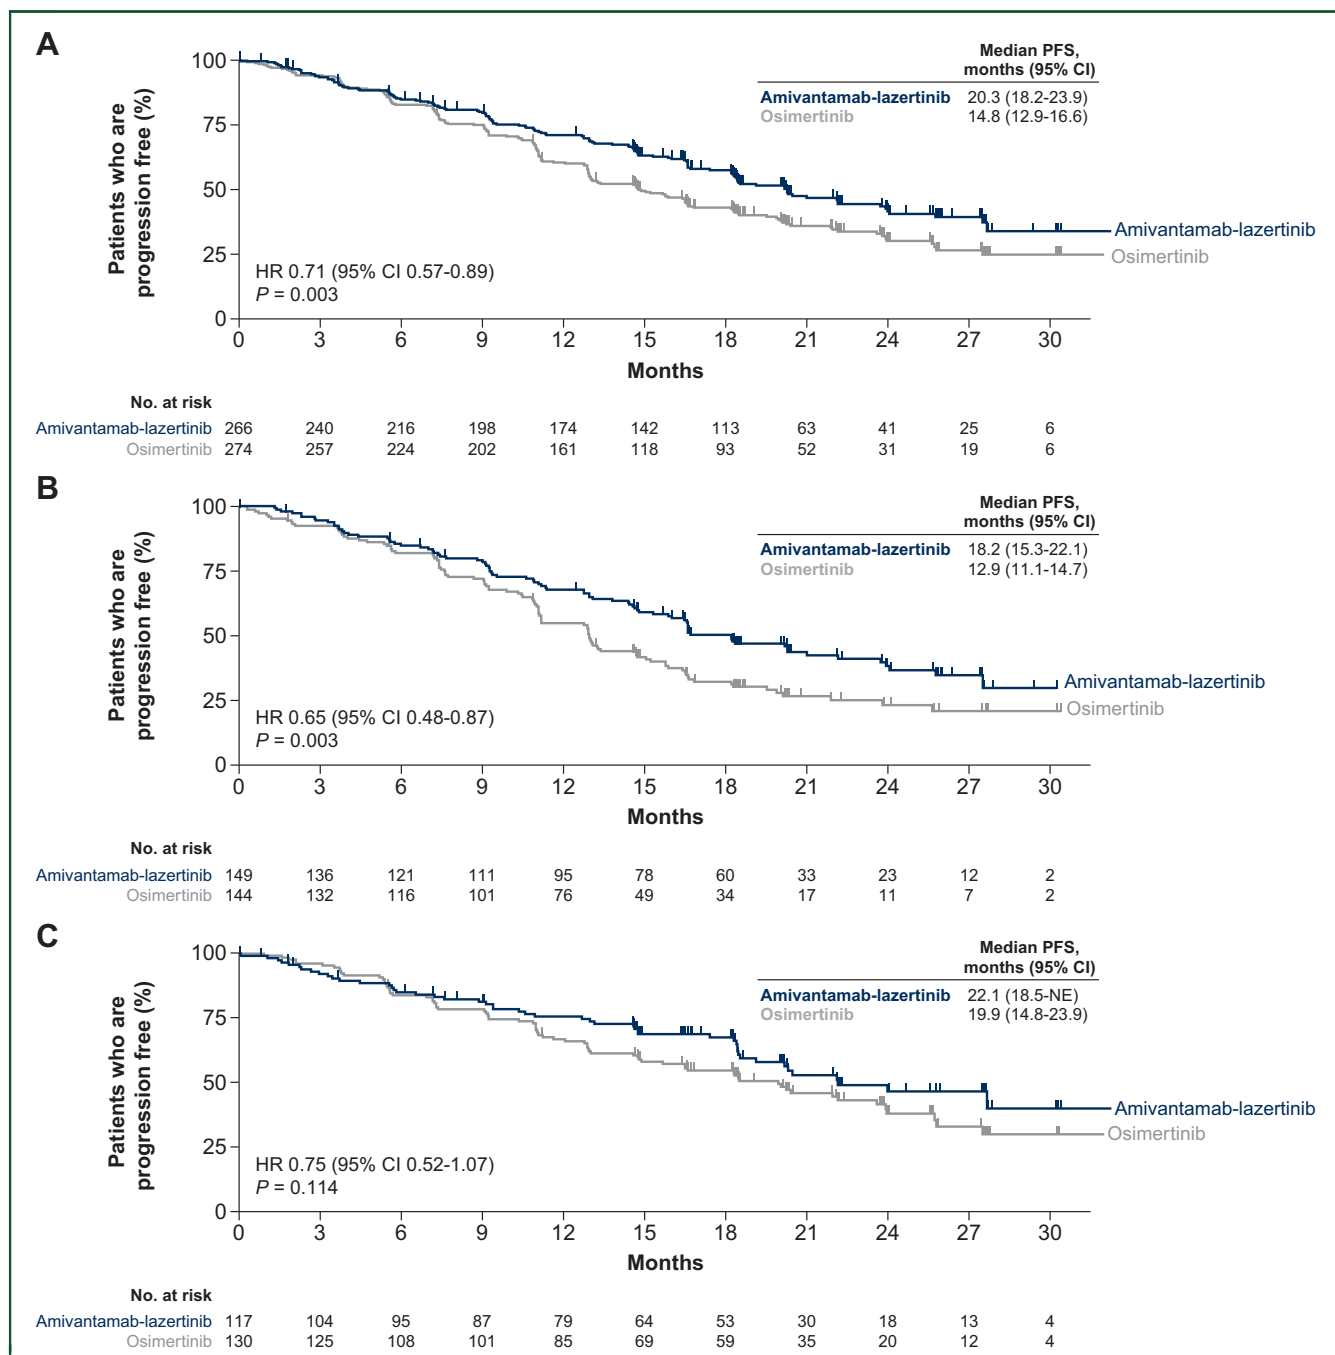 A
Median PFS,
months (95% CI)
Amivantamab-lazertinib 20.3 (18.2-23.9)
Osimertinib 14.8 (12.9-16.6)
Patients who are
progression free (%)
100
75
50
25
0
HR 0.71 (95% CI 0.57-0.89)
P = 0.003
Amivantamab-lazertinib
Osimertinib
0 3 6 9 12 15 18 21 24 27 30
Months
No. at risk
Amivantamab-lazertinib 266 240 216 198 174 142 113 63 41 25 6
Osimertinib 274 257 224 202 161 118 93 52 31 19 6
B
Median PFS,
months (95% CI)
Amivantamab-lazertinib 18.2 (15.3-22.1)
Osimertinib 12.9 (11.1-14.7)
Patients who are
progression free (%)
100
75
50
25
0
HR 0.65 (95% CI 0.48-0.87)
P = 0.003
Amivantamab-lazertinib
Osimertinib
0 3 6 9 12 15 18 21 24 27 30
Months
No. at risk
Amivantamab-lazertinib 149 136 121 111 95 78 60 33 23 12 2
Osimertinib 144 132 116 101 76 49 34 17 11 7 2
C
Median PFS,
months (95% CI)
Amivantamab-lazertinib 22.1 (18.5-NE)
Osimertinib 19.9 (14.8-23.9)
Patients who are
progression free (%)
100
75
50
25
0
HR 0.75 (95% CI 0.52-1.07)
P = 0.114
Amivantamab-lazertinib
Osimertinib
0 3 6 9 12 15 18 21 24 27 30
Months
No. at risk
Amivantamab-lazertinib 117 104 95 87 79 64 53 30 18 13 4
Osimertinib 130 125 108 101 85 69 59 35 20 12 4